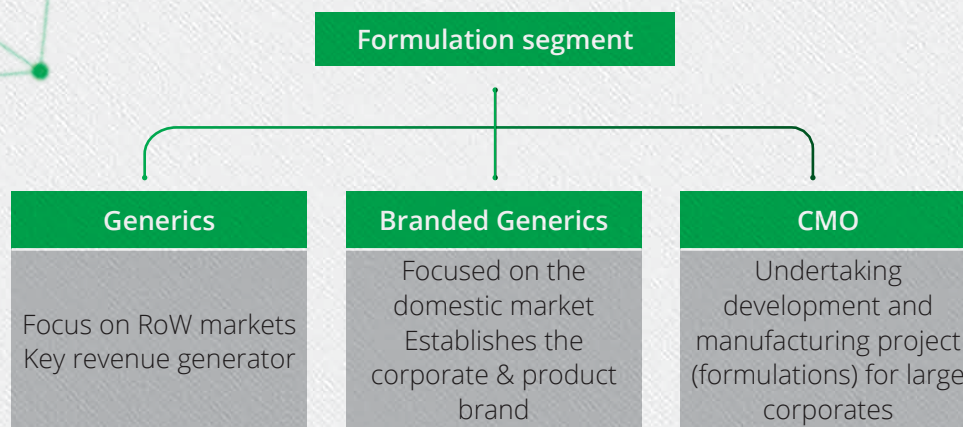 Formulation segment
Generics
Focus on RoW markets
Key revenue generator
Branded Generics
Focused on the
domestic market
Establishes the
corporate & product
brand
CMO
Undertaking
development and
manufacturing project
(formulations) for large
corporates